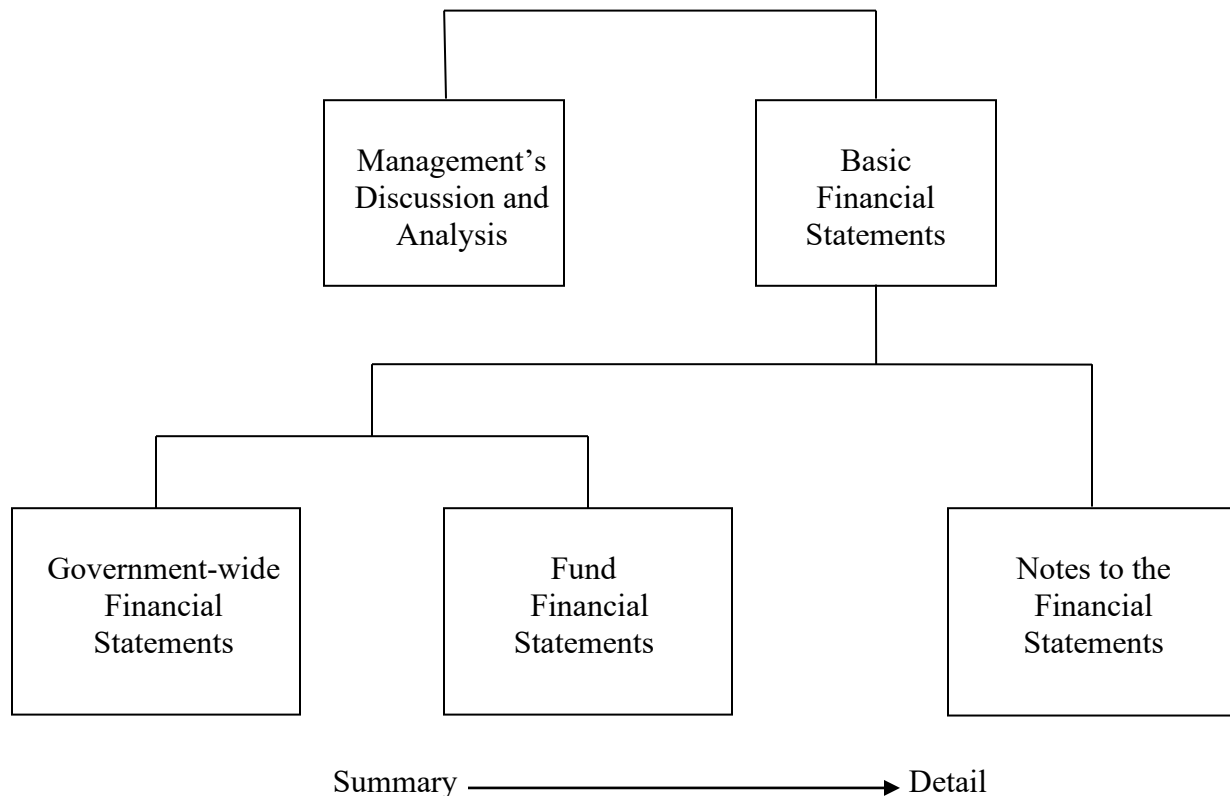 Management’s
Discussion and
Analysis
Basic
Financial
Statements
Government-wide
Financial
Statements
Fund
Financial
Statements
Notes to the
Financial
Statements
Summary
Detail